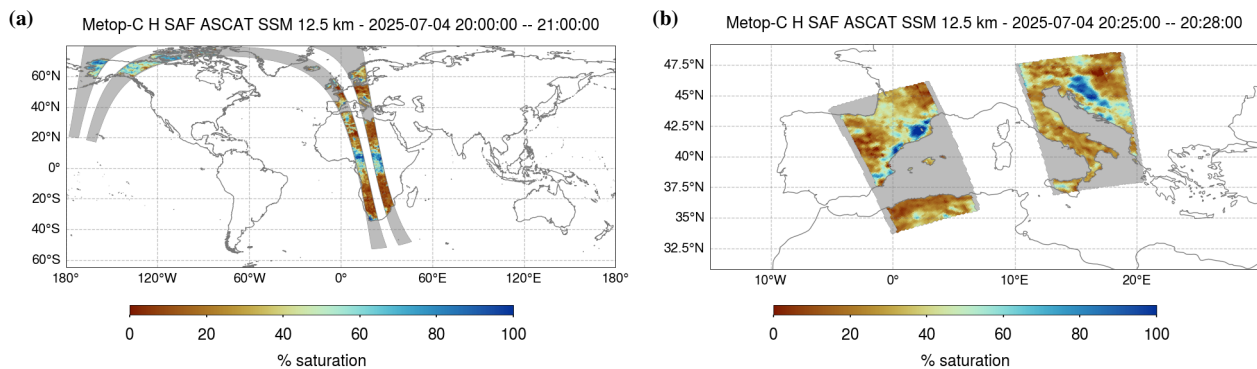 (a)
Metop-C H SAF ASCAT SSM 12.5 km - 2025-07-04 20:00:00 -- 21:00:00
60°N
40°N
20°N
0°
20°S
40°S
60°S
180° 120°W 60°W 0° 60°E 120°E 180°
0 20 40 60 80 100
% saturation
(b)
Metop-C H SAF ASCAT SSM 12.5 km - 2025-07-04 20:25:00 -- 20:28:00
47.5°N
45°N
42.5°N
40°N
37.5°N
35°N
32.5°N
10°W 0° 10°E 20°E
0 20 40 60 80 100
% saturation